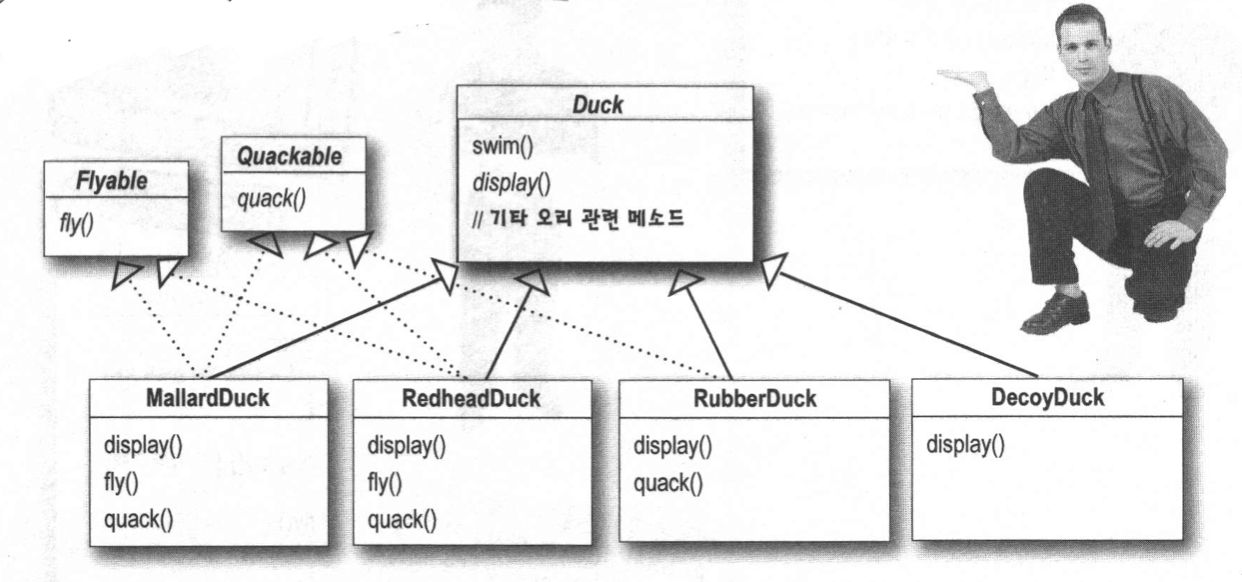 Duck
swim()
display()
// 기타 오리 관련 메소드
Quackable
quack()
Flyable
fly()
MallardDuck
display()
fly()
quack()
RedheadDuck
display()
fly()
quack()
RubberDuck
display()
quack()
DecoyDuck
display()